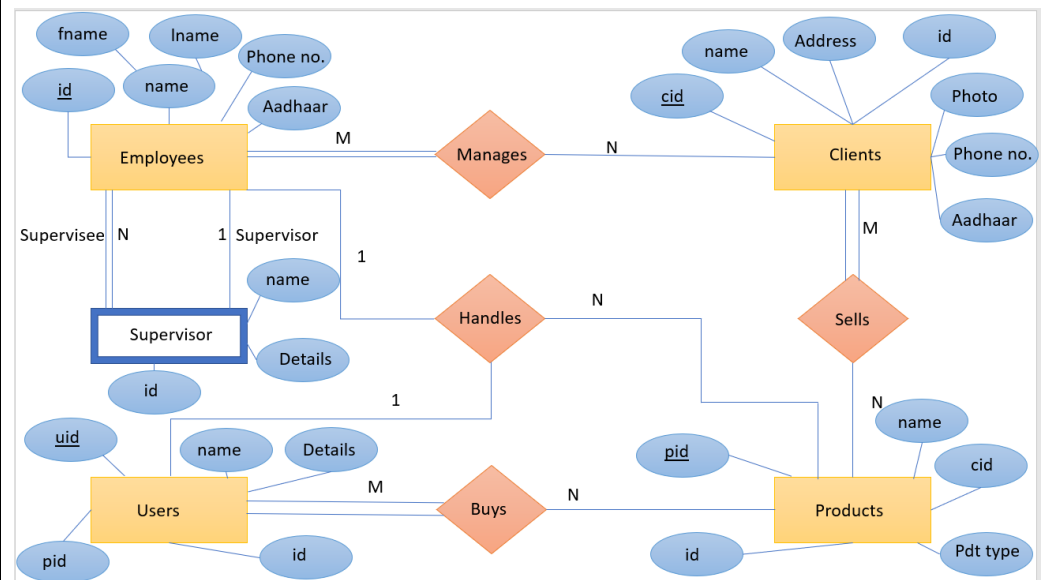 fname
lname
Phone no.
id
name
Aadhaar
Employees
M
Manages
N
name
Address
id
cid
Photo
Clients
Phone no.
Aadhaar
Supervisee
N
1
Supervisor
1
M
name
Supervisor
Details
id
Handles
N
Sells
1
N
uid
name
Details
M
Users
Buys
N
pid
id
pid
name
cid
Products
id
Pdt type